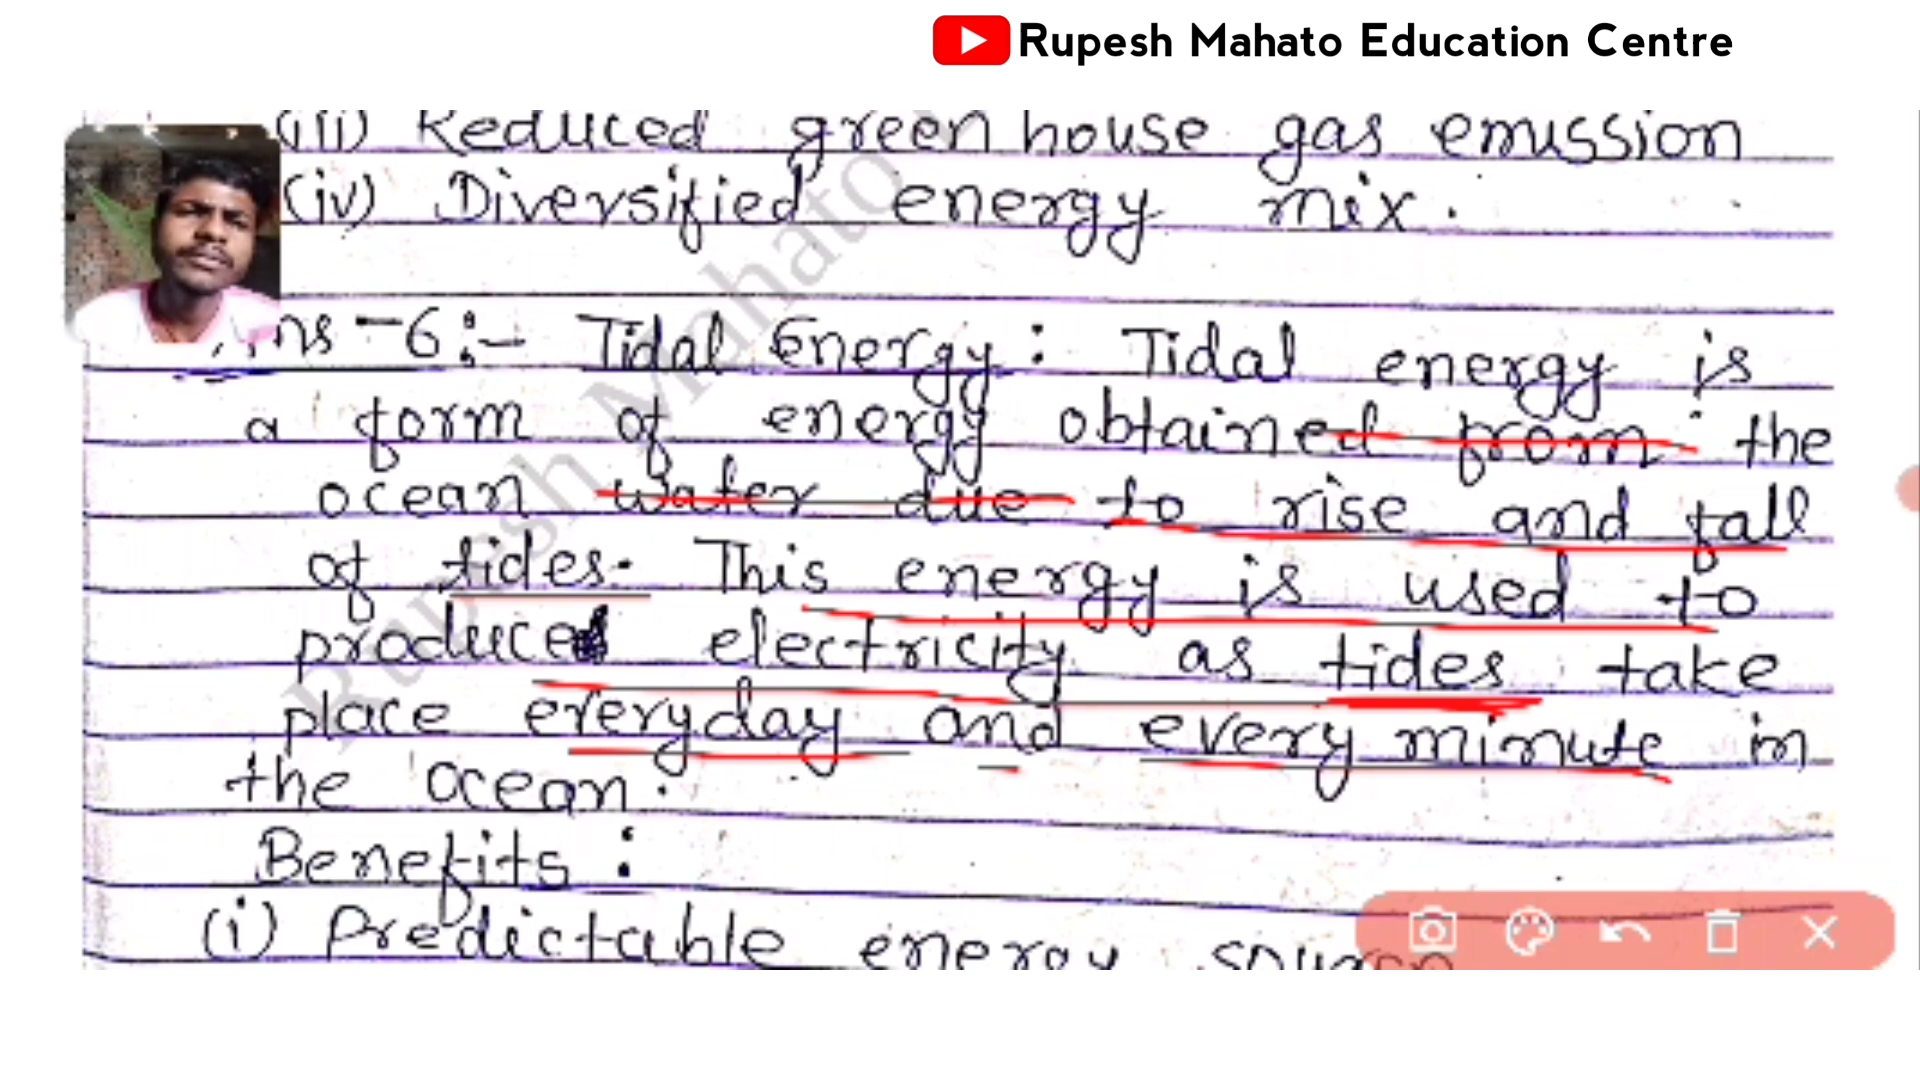 Rupesh Mahato Education Centre
(iii) Reduced green house gas emission
(iv) Diversified energy mix.
Ans-6:- Tidal Energy: Tidal energy is
a form of energy obtained from the
ocean water due to rise and fall
of tides. This energy is used to
produce electricity as tides take
place everyday and every minute in
the ocean.
Benefits:
(i) Predictable energy source
Rupesh Mahato